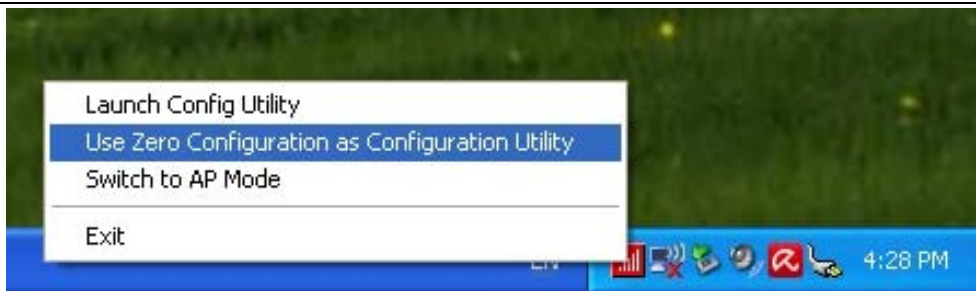 Launch Config Utility
Use Zero Configuration as Configuration Utility
Switch to AP Mode
Exit
4:28 PM